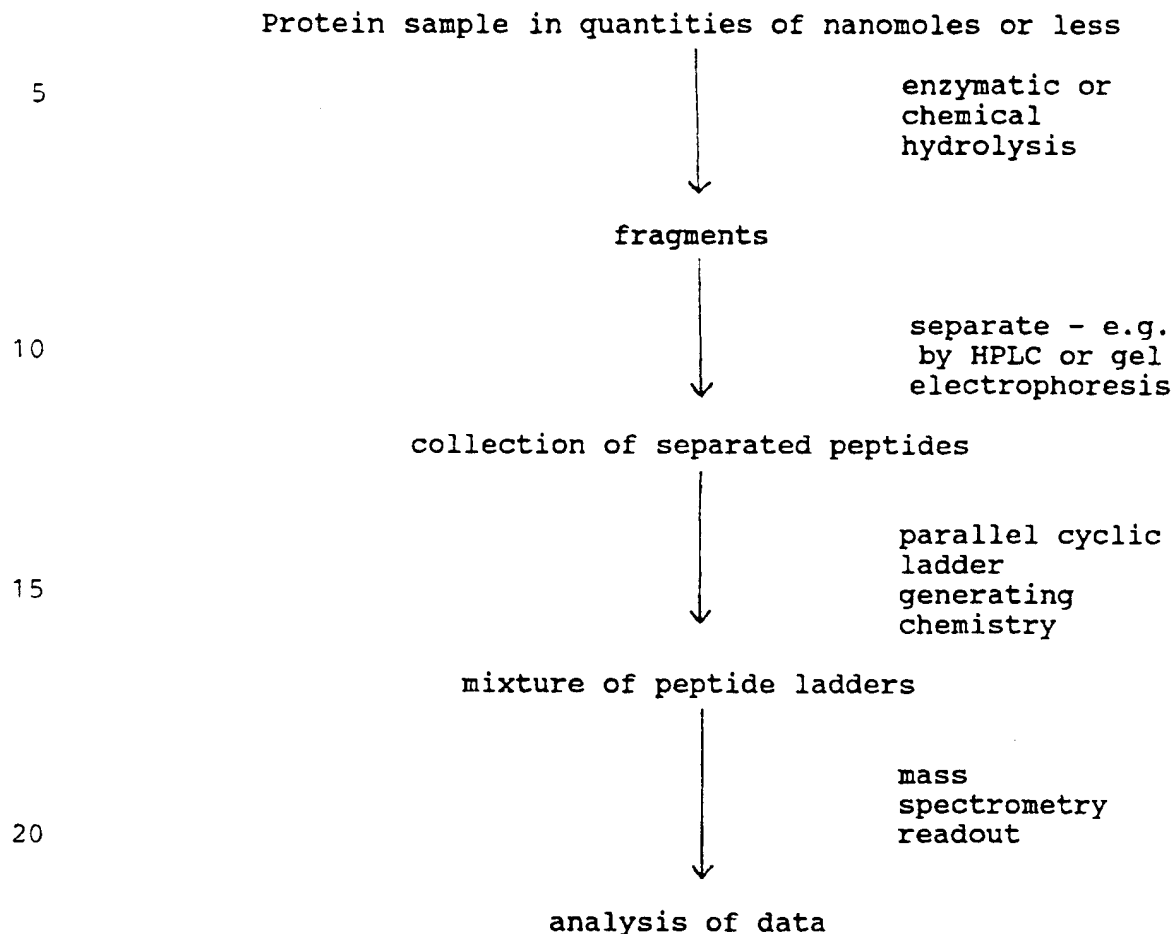 Protein sample in quantities of nanomoles or less
5
enzymatic or
chemical
hydrolysis
fragments
10
separate - e.g.
by HPLC or gel
electrophoresis
collection of separated peptides
parallel cyclic
ladder
15
generating
chemistry
mixture of peptide ladders
mass
spectrometry
20
readout
analysis of data